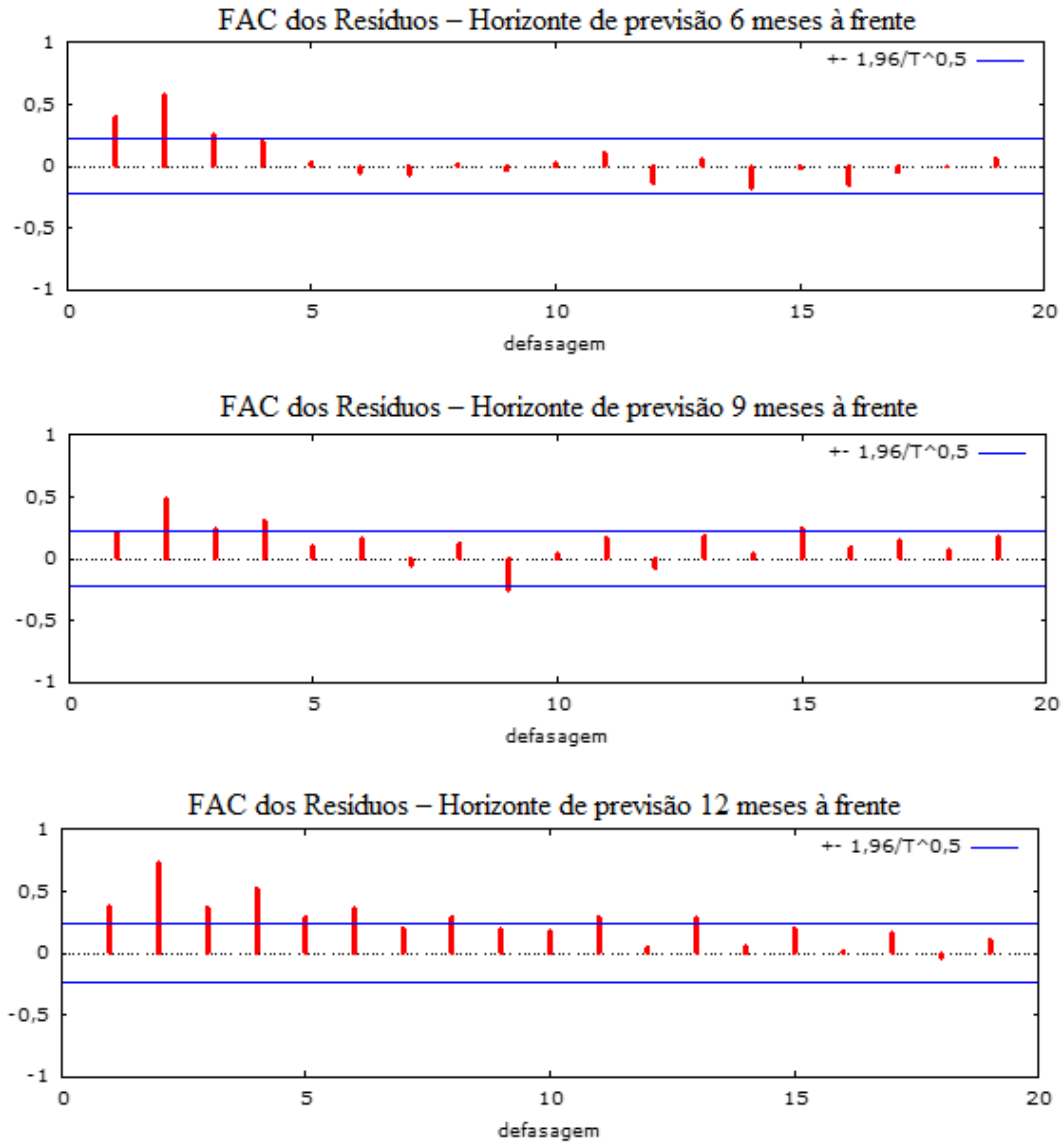 FAC dos Resíduos – Horizonte de previsão 6 meses à frente
1
+- 1,96/T^0,5
0,5
0
-0,5
-1
0 5 10 15 20
defasagem
FAC dos Resíduos – Horizonte de previsão 9 meses à frente
1
+- 1,96/T^0,5
0,5
0
-0,5
-1
0 5 10 15 20
defasagem
FAC dos Resíduos – Horizonte de previsão 12 meses à frente
1
+- 1,96/T^0,5
0,5
0
-0,5
-1
0 5 10 15 20
defasagem